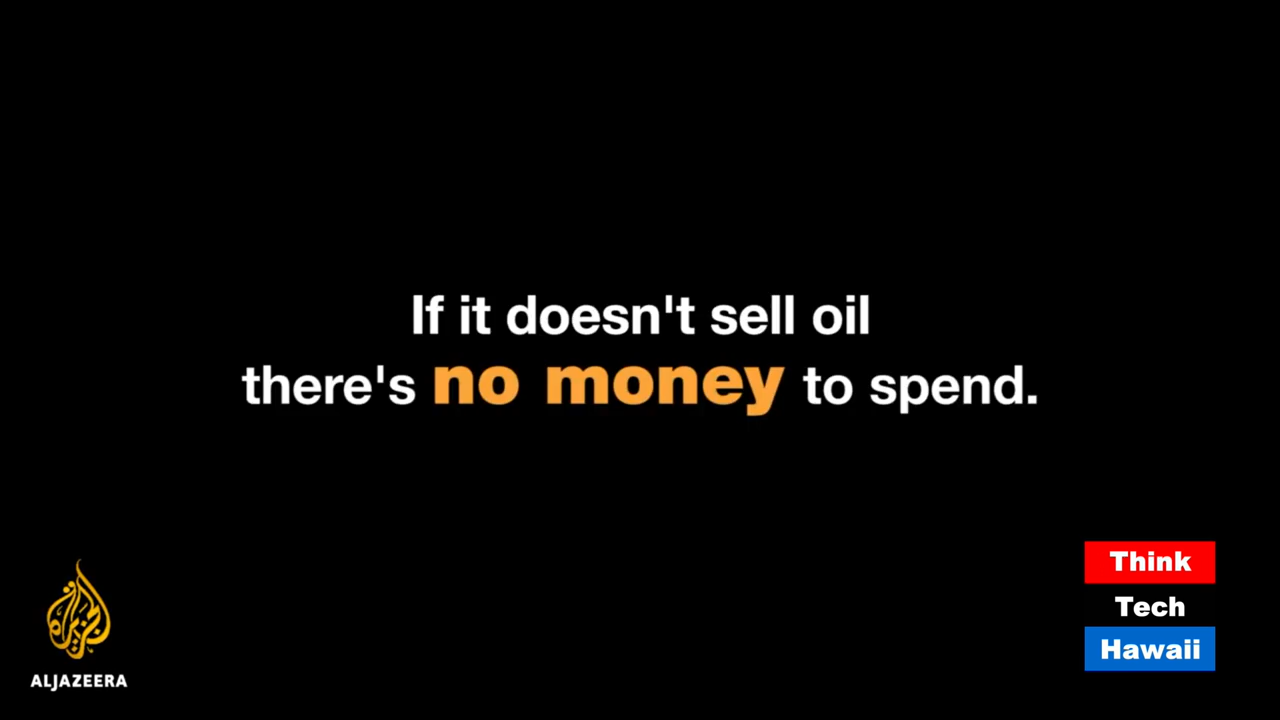 If it doesn't sell oil
there's no money to spend.
Think
Tech
Hawaii
ALJAZEERA